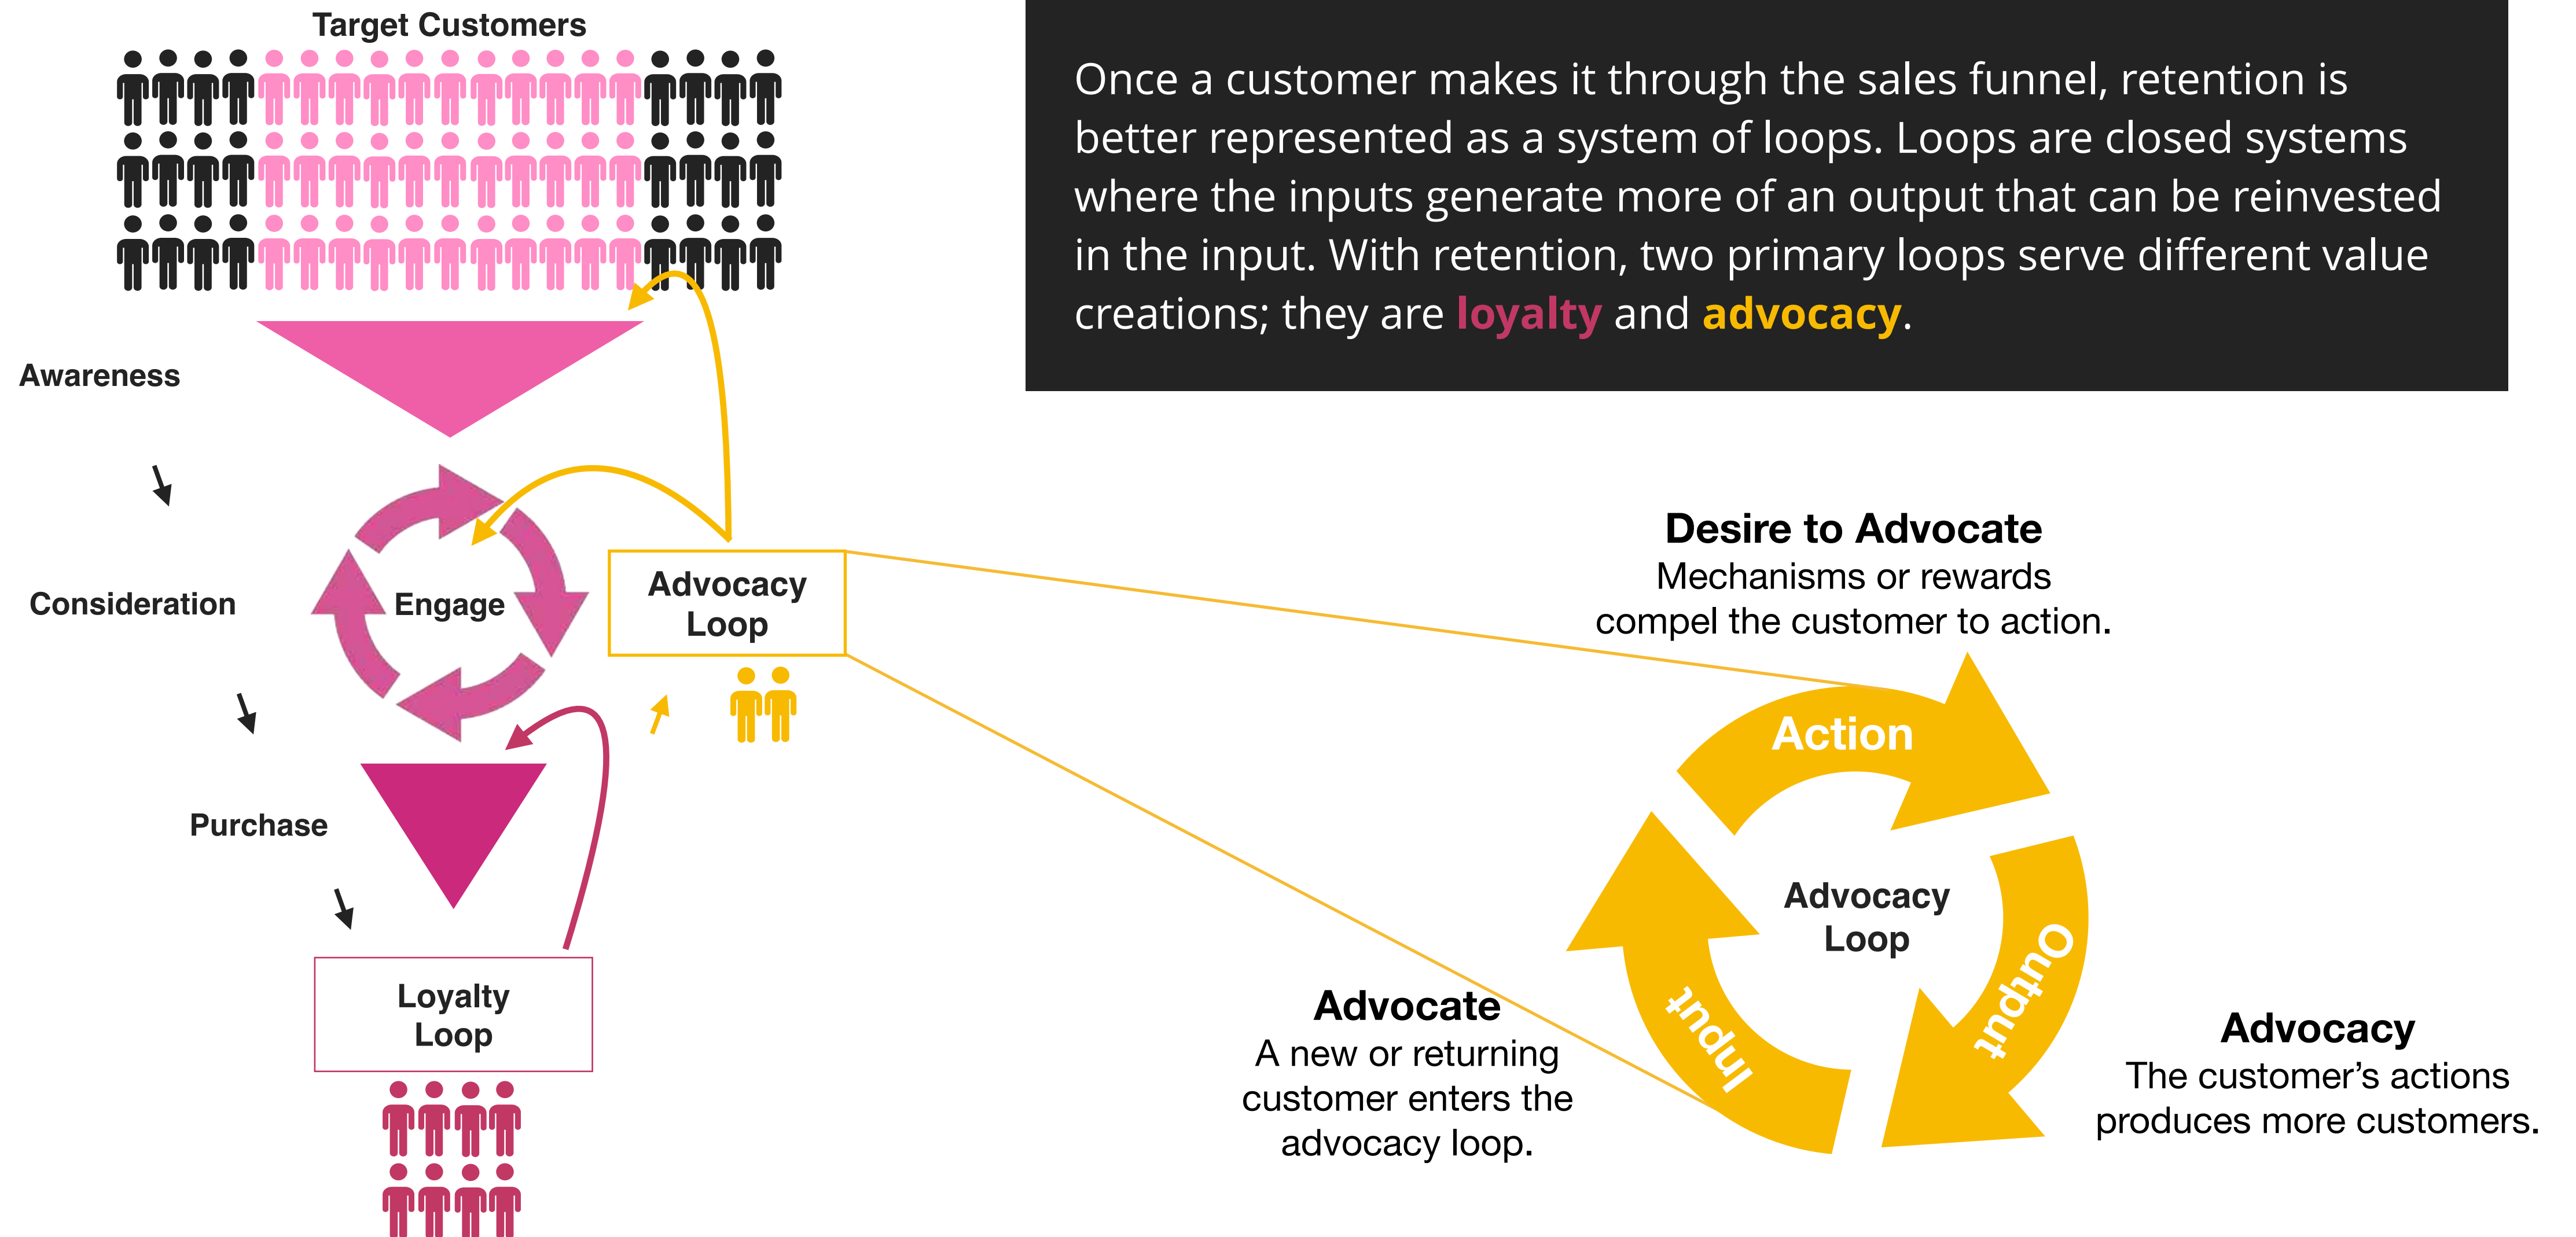 Target Customers
Once a customer makes it through the sales funnel, retention is
better represented as a system of loops. Loops are closed systems
where the inputs generate more of an output that can be reinvested
in the input. With retention, two primary loops serve different value
creations; they are loyalty and advocacy.
Awareness
Consideration
Engage
Advocacy
Loop
Purchase
Loyalty
Loop
Desire to Advocate
Mechanisms or rewards
compel the customer to action.
Action
Advocacy
Loop
Output
Input
Advocate
A new or returning
customer enters the
advocacy loop.
Advocacy
The customer’s actions
produces more customers.